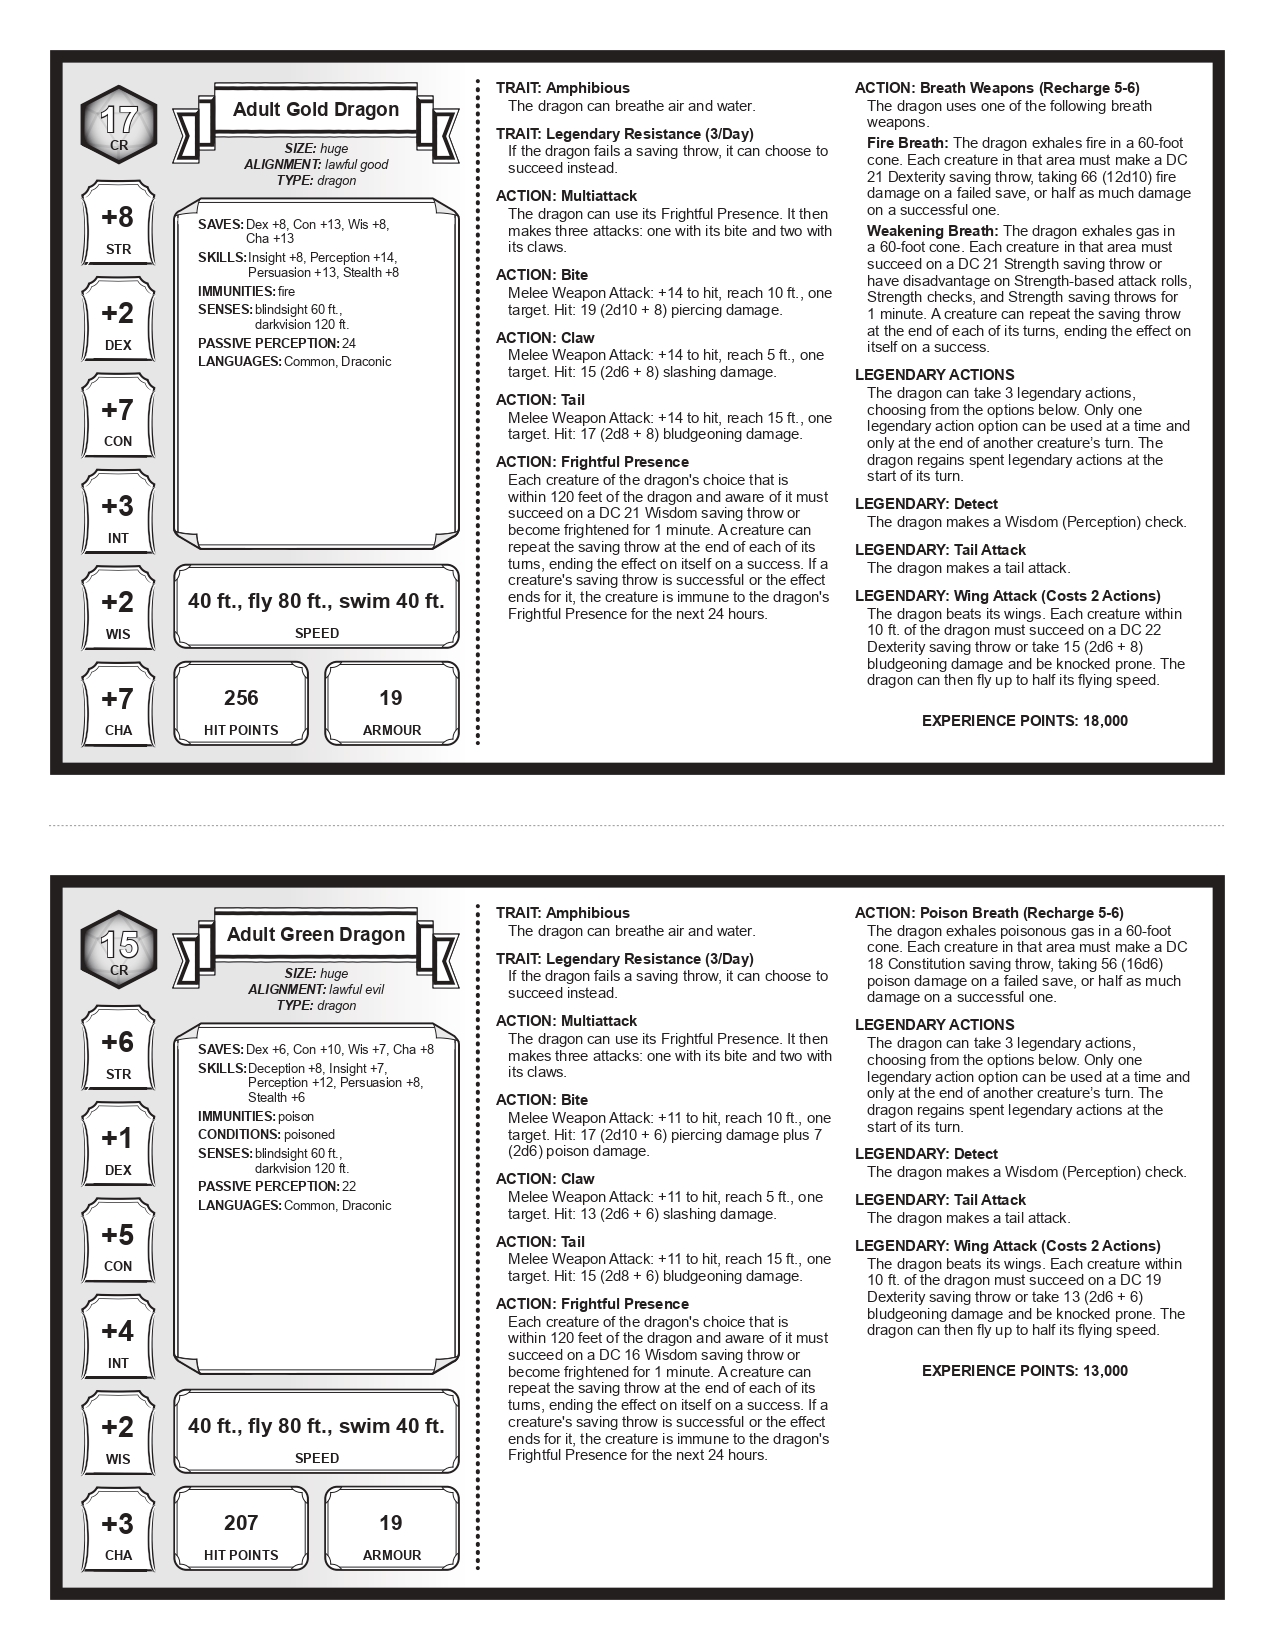 17
CR
Adult Gold Dragon
SIZE: huge
ALIGNMENT: lawful good
TYPE: dragon
+8
STR
+2
DEX
+7
CON
+3
INT
+2
WIS
+7
CHA
SAVES: Dex +8, Con +13, Wis +8,
Cha +13
SKILLS: Insight +8, Perception +14,
Persuasion +13, Stealth +8
IMMUNITIES: fire
SENSES: blindsight 60 ft.,
darkvision 120 ft.
PASSIVE PERCEPTION: 24
LANGUAGES: Common, Draconic
40 ft., fly 80 ft., swim 40 ft.
SPEED
256
HIT POINTS
19
ARMOUR
TRAIT: Amphibious
The dragon can breathe air and water.
TRAIT: Legendary Resistance (3/Day)
If the dragon fails a saving throw, it can choose to
succeed instead.
ACTION: Multiattack
The dragon can use its Frightful Presence. It then
makes three attacks: one with its bite and two with
its claws.
ACTION: Bite
Melee Weapon Attack: +14 to hit, reach 10 ft., one
target. Hit: 19 (2d10 + 8) piercing damage.
ACTION: Claw
Melee Weapon Attack: +14 to hit, reach 5 ft., one
target. Hit: 15 (2d6 + 8) slashing damage.
ACTION: Tail
Melee Weapon Attack: +14 to hit, reach 15 ft., one
target. Hit: 17 (2d8 + 8) bludgeoning damage.
ACTION: Frightful Presence
Each creature of the dragon's choice that is
within 120 feet of the dragon and aware of it must
succeed on a DC 21 Wisdom saving throw or
become frightened for 1 minute. A creature can
repeat the saving throw at the end of each of its
turns, ending the effect on itself on a success. If a
creature's saving throw is successful or the effect
ends for it, the creature is immune to the dragon's
Frightful Presence for the next 24 hours.
ACTION: Breath Weapons (Recharge 5-6)
The dragon uses one of the following breath
weapons.
Fire Breath: The dragon exhales fire in a 60-foot
cone. Each creature in that area must make a DC
21 Dexterity saving throw, taking 66 (12d10) fire
damage on a failed save, or half as much damage
on a successful one.
Weakening Breath: The dragon exhales gas in
a 60-foot cone. Each creature in that area must
succeed on a DC 21 Strength saving throw or
have disadvantage on Strength-based attack rolls,
Strength checks, and Strength saving throws for
1 minute. A creature can repeat the saving throw
at the end of each of its turns, ending the effect on
itself on a success.
LEGENDARY ACTIONS
The dragon can take 3 legendary actions,
choosing from the options below. Only one
legendary action option can be used at a time and
only at the end of another creature’s turn. The
dragon regains spent legendary actions at the
start of its turn.
LEGENDARY: Detect
The dragon makes a Wisdom (Perception) check.
LEGENDARY: Tail Attack
The dragon makes a tail attack.
LEGENDARY: Wing Attack (Costs 2 Actions)
The dragon beats its wings. Each creature within
10 ft. of the dragon must succeed on a DC 22
Dexterity saving throw or take 15 (2d6 + 8)
bludgeoning damage and be knocked prone. The
dragon can then fly up to half its flying speed.
EXPERIENCE POINTS: 18,000
15
CR
Adult Green Dragon
SIZE: huge
ALIGNMENT: lawful evil
TYPE: dragon
+6
STR
+1
DEX
+5
CON
+4
INT
+2
WIS
+3
CHA
SAVES: Dex +6, Con +10, Wis +7, Cha +8
SKILLS: Deception +8, Insight +7,
Perception +12, Persuasion +8,
Stealth +6
IMMUNITIES: poison
CONDITIONS: poisoned
SENSES: blindsight 60 ft.,
darkvision 120 ft.
PASSIVE PERCEPTION: 22
LANGUAGES: Common, Draconic
40 ft., fly 80 ft., swim 40 ft.
SPEED
207
HIT POINTS
19
ARMOUR
TRAIT: Amphibious
The dragon can breathe air and water.
TRAIT: Legendary Resistance (3/Day)
If the dragon fails a saving throw, it can choose to
succeed instead.
ACTION: Multiattack
The dragon can use its Frightful Presence. It then
makes three attacks: one with its bite and two with
its claws.
ACTION: Bite
Melee Weapon Attack: +11 to hit, reach 10 ft., one
target. Hit: 17 (2d10 + 6) piercing damage plus 7
(2d6) poison damage.
ACTION: Claw
Melee Weapon Attack: +11 to hit, reach 5 ft., one
target. Hit: 13 (2d6 + 6) slashing damage.
ACTION: Tail
Melee Weapon Attack: +11 to hit, reach 15 ft., one
target. Hit: 15 (2d8 + 6) bludgeoning damage.
ACTION: Frightful Presence
Each creature of the dragon's choice that is
within 120 feet of the dragon and aware of it must
succeed on a DC 16 Wisdom saving throw or
become frightened for 1 minute. A creature can
repeat the saving throw at the end of each of its
turns, ending the effect on itself on a success. If a
creature's saving throw is successful or the effect
ends for it, the creature is immune to the dragon's
Frightful Presence for the next 24 hours.
ACTION: Poison Breath (Recharge 5-6)
The dragon exhales poisonous gas in a 60-foot
cone. Each creature in that area must make a DC
18 Constitution saving throw, taking 56 (16d6)
poison damage on a failed save, or half as much
damage on a successful one.
LEGENDARY ACTIONS
The dragon can take 3 legendary actions,
choosing from the options below. Only one
legendary action option can be used at a time and
only at the end of another creature’s turn. The
dragon regains spent legendary actions at the
start of its turn.
LEGENDARY: Detect
The dragon makes a Wisdom (Perception) check.
LEGENDARY: Tail Attack
The dragon makes a tail attack.
LEGENDARY: Wing Attack (Costs 2 Actions)
The dragon beats its wings. Each creature within
10 ft. of the dragon must succeed on a DC 19
Dexterity saving throw or take 13 (2d6 + 6)
bludgeoning damage and be knocked prone. The
dragon can then fly up to half its flying speed.
EXPERIENCE POINTS: 13,000